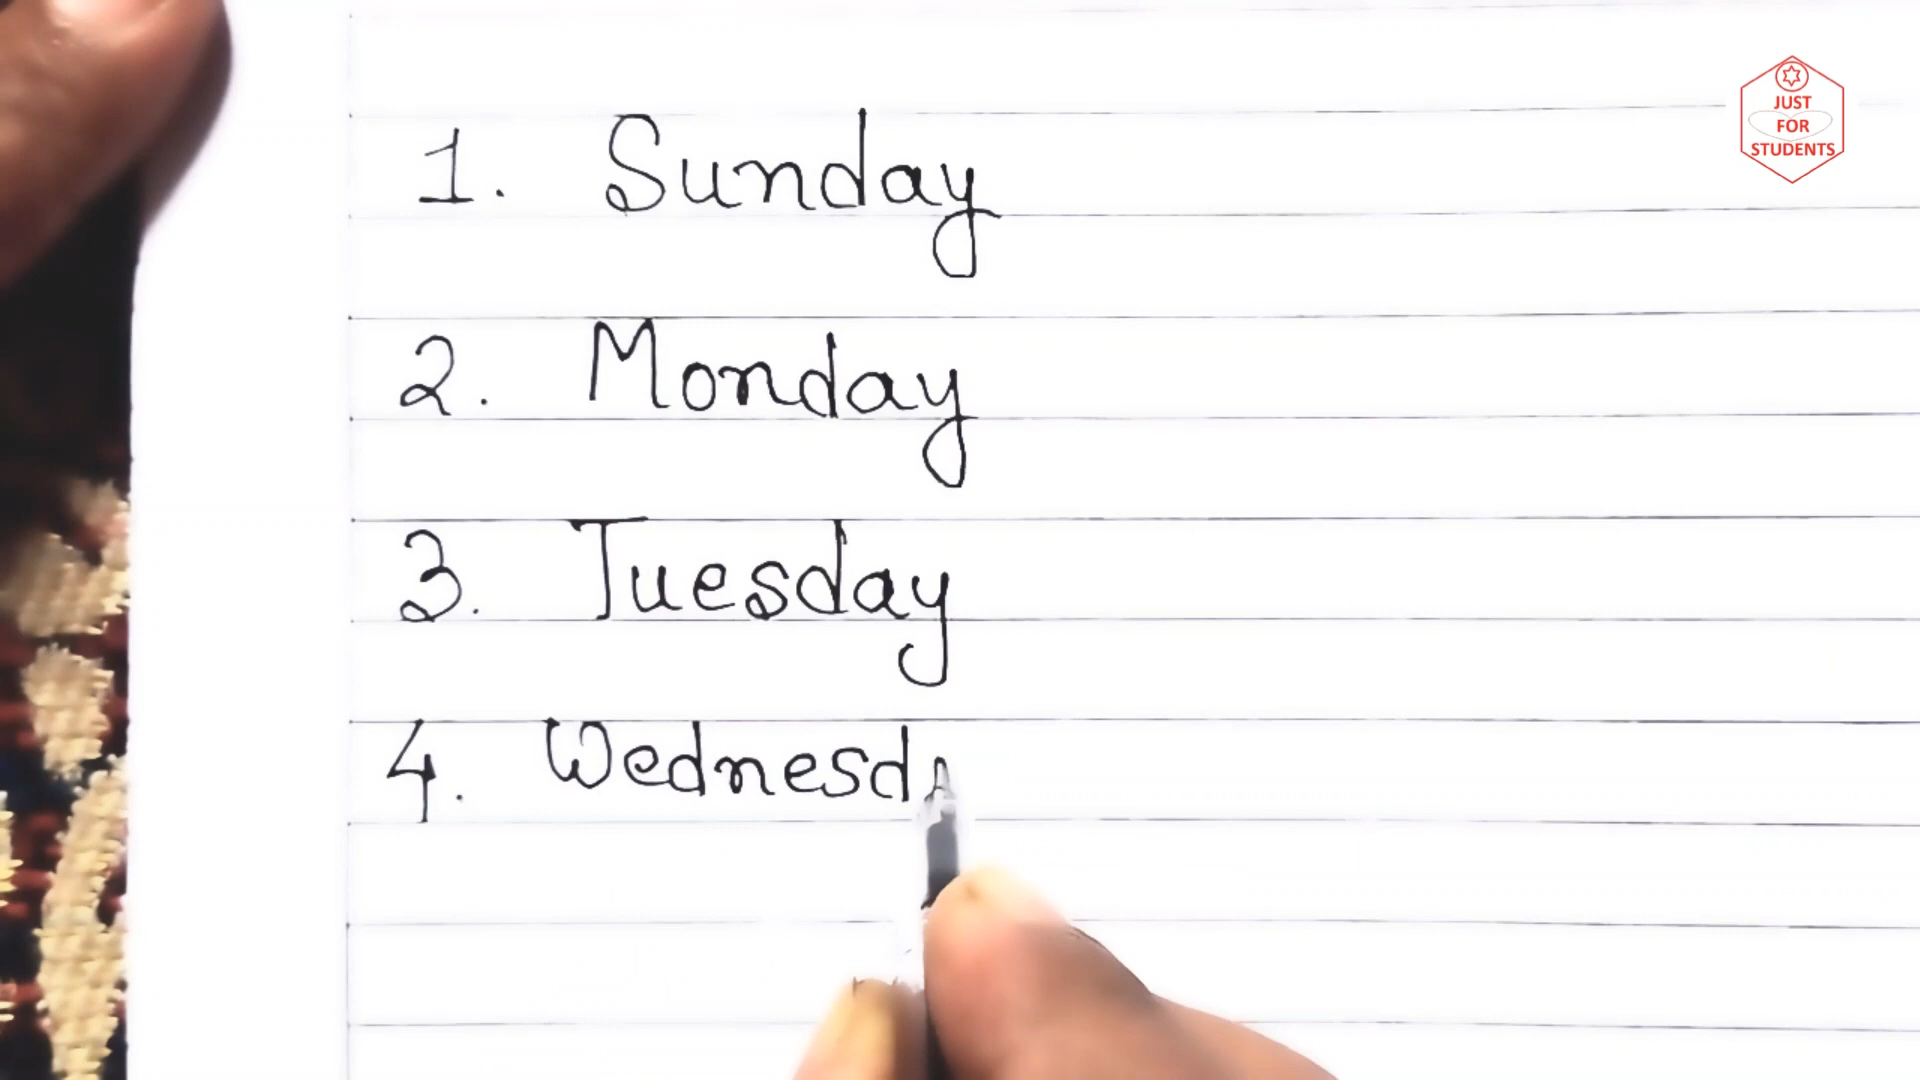 1. Sunday
2. Monday
3. Tuesday
4. Wednesd
JUST
FOR
STUDENTS